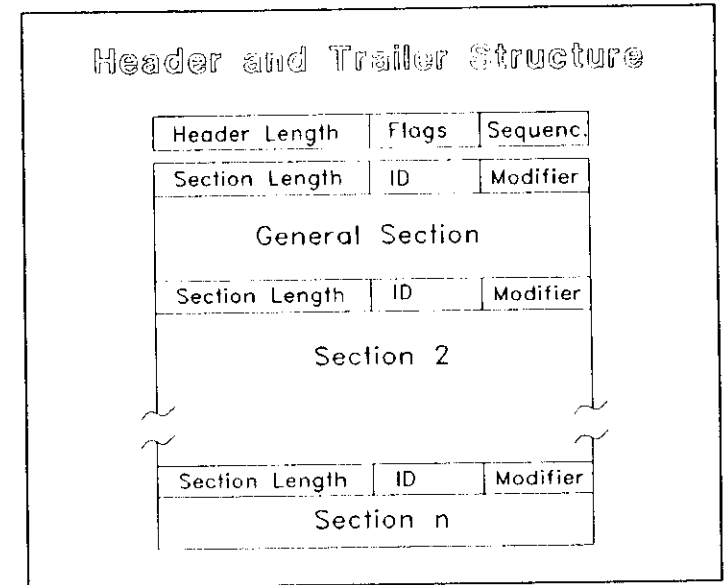 Header and Trailer Structure
Header Length Flags Sequenc.
Section Length ID Modifier
General Section
Section Length ID Modifier
Section 2
Section Length ID Modifier
Section n